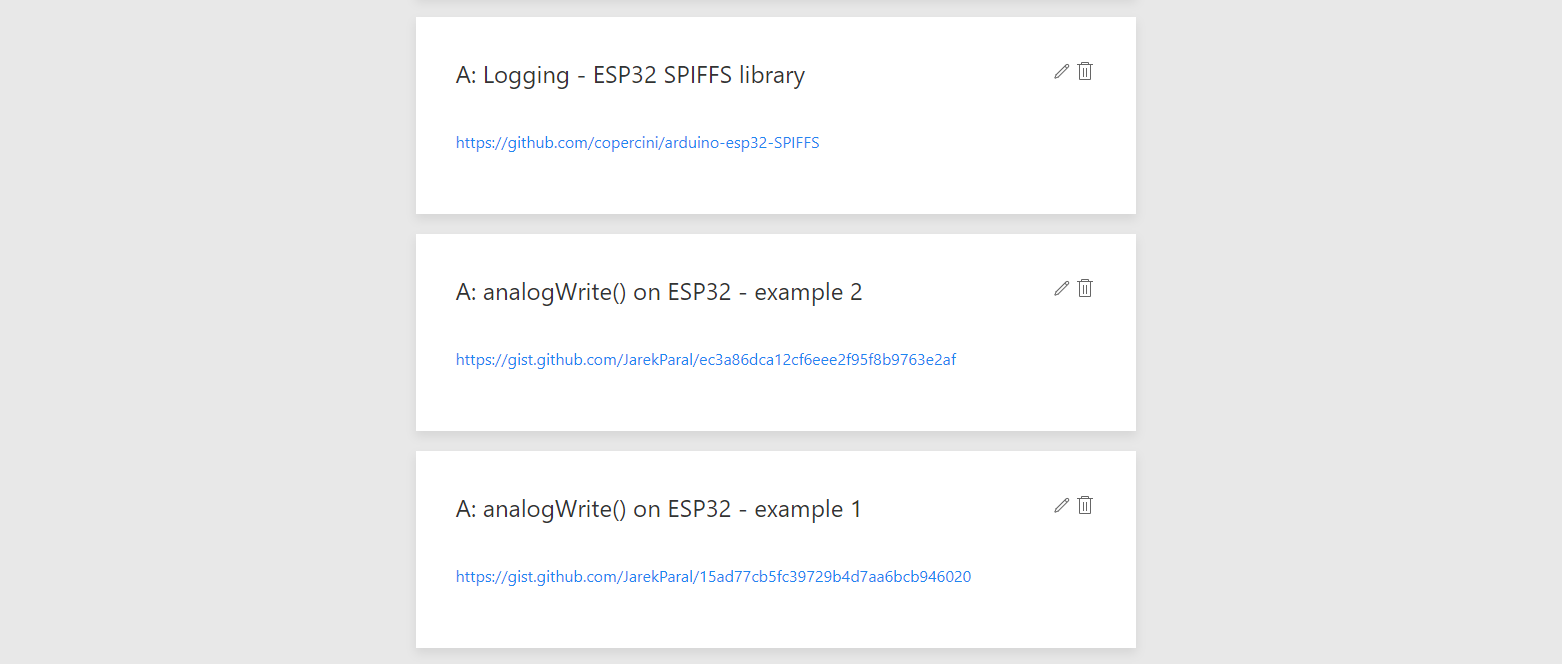 A: Logging - ESP32 SPIFFS library
https://github.com/copercini/arduino-esp32-SPIFFS
A: analogWrite() on ESP32 - example 2
https://gist.github.com/JarekParal/ec3a86dca12cf6eee2f95f8b9763e2af
A: analogWrite() on ESP32 - example 1
https://gist.github.com/JarekParal/15ad77cb5fc39729b4d7aa6bcb946020